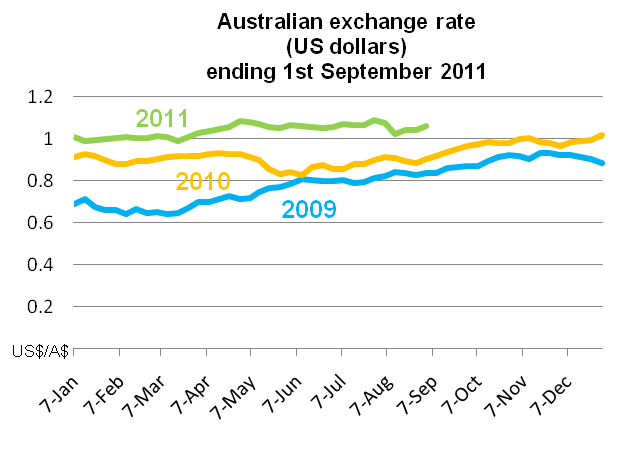 Australian exchange rate
(US dollars)
ending 1st September 2011
1.2
2011
1
2010
0.8
2009
0.6
0.4
0.2
US$/A$
7-Jan
7-Feb
7-Mar
7-Apr
7-May
7-Jun
7-Jul
7-Aug
7-Sep
7-Oct
7-Nov
7-Dec